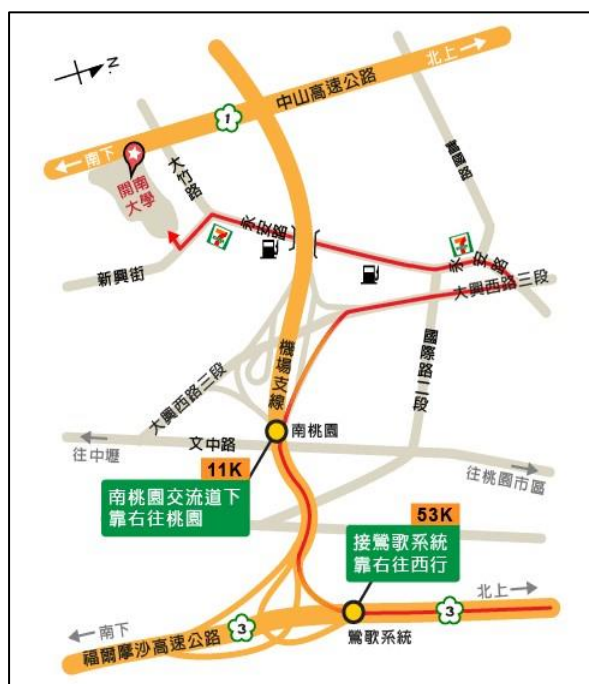 N
北上
中山高速公路
1
南下
開南
大學
大竹路
國際路
永安路
7
7
永安路
新興街
大興西路三段
機場支線
大興西路三段
國際路二段
南桃園
文中路
往中壢
往桃園市區
11K
南桃園交流道下
靠右往桃園
53K
接鶯歌系統
靠右往西行
北上
3
南下
3
福爾摩沙高速公路
鶯歌系統